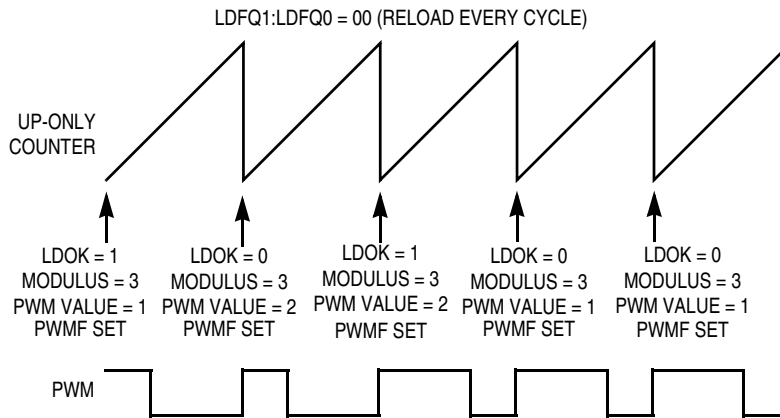 LDFQ1:LDFQ0 = 00 (RELOAD EVERY CYCLE)
UP-ONLY
COUNTER
LDOK = 1
MODULUS = 3
PWM VALUE = 1
PWMF SET
LDOK = 0
MODULUS = 3
PWM VALUE = 2
PWMF SET
LDOK = 1
MODULUS = 3
PWM VALUE = 2
PWMF SET
LDOK = 0
MODULUS = 3
PWM VALUE = 1
PWMF SET
LDOK = 0
MODULUS = 3
PWM VALUE = 1
PWMF SET
PWM